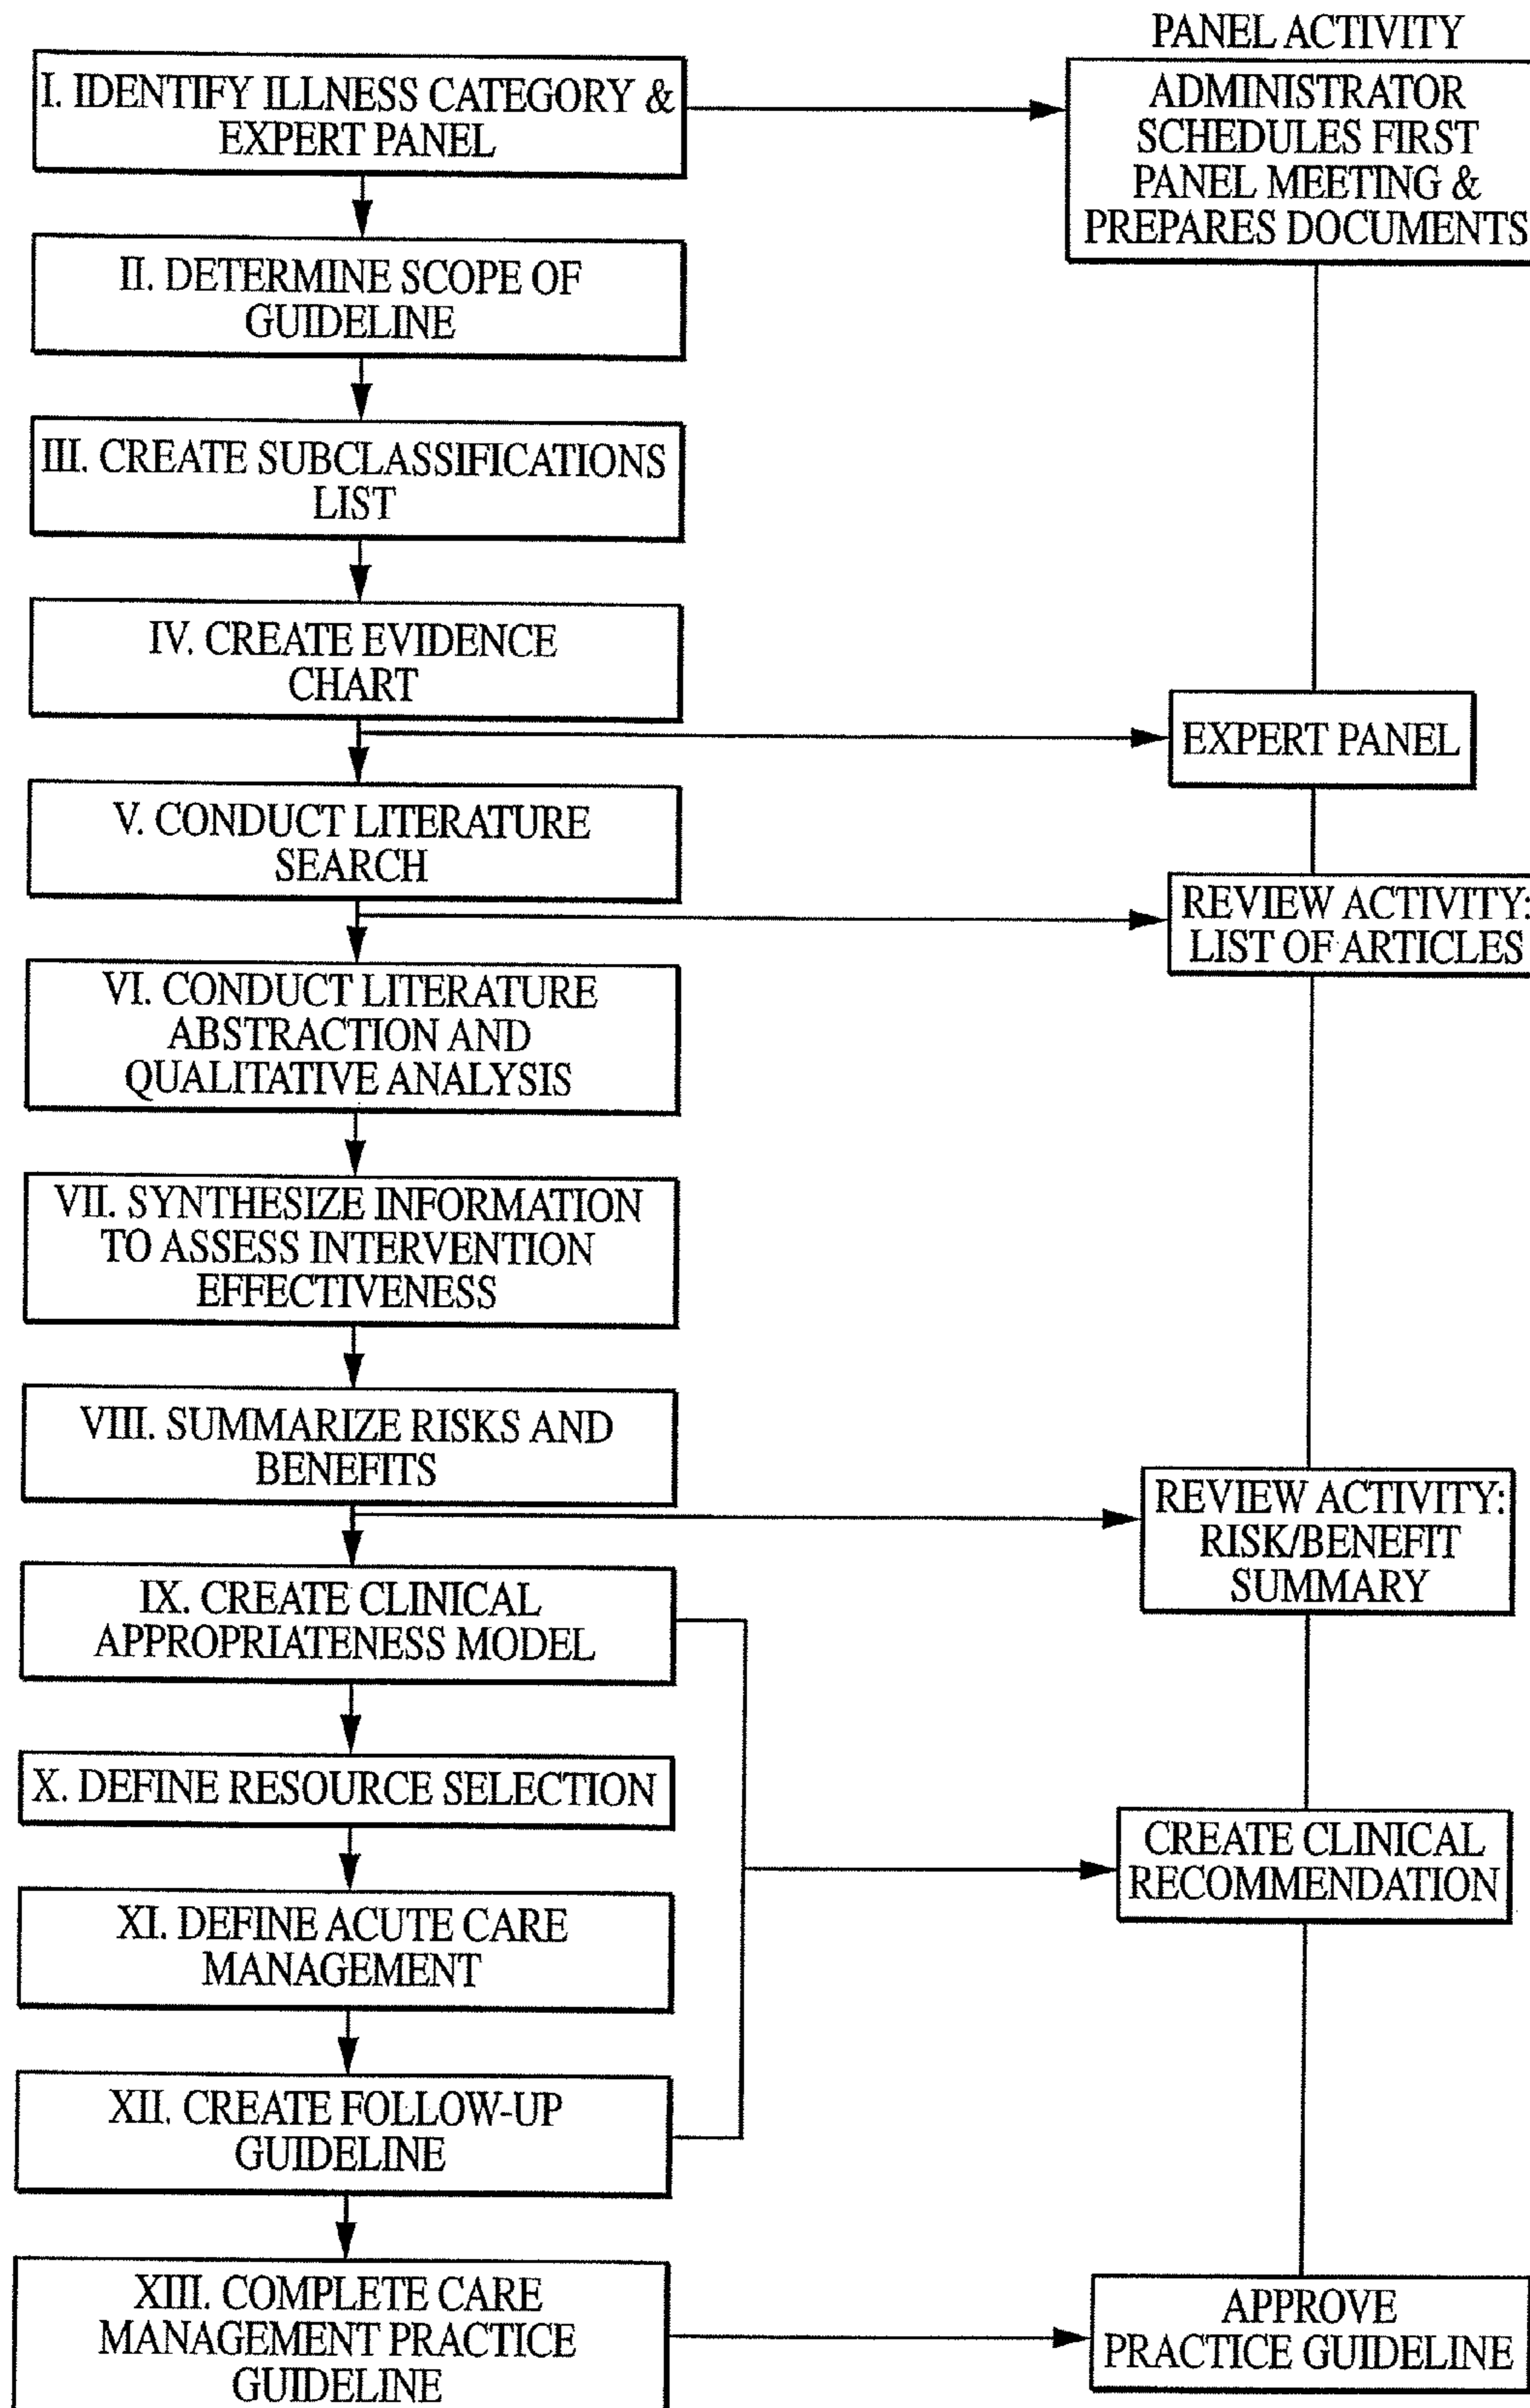 PANEL ACTIVITY
I. IDENTIFY ILLNESS CATEGORY &
EXPERT PANEL
ADMINISTRATOR
SCHEDULES FIRST
PANEL MEETING &
PREPARES DOCUMENTS
II. DETERMINE SCOPE OF
GUIDELINE
III. CREATE SUBCLASSIFICATIONS
LIST
IV. CREATE EVIDENCE
CHART
EXPERT PANEL
V. CONDUCT LITERATURE
SEARCH
REVIEW ACTIVITY:
LIST OF ARTICLES
VI. CONDUCT LITERATURE
ABSTRACTION AND
QUALITATIVE ANALYSIS
VII. SYNTHESIZE INFORMATION
TO ASSESS INTERVENTION
EFFECTIVENESS
VIII. SUMMARIZE RISKS AND
BENEFITS
REVIEW ACTIVITY:
RISK/BENEFIT
SUMMARY
IX. CREATE CLINICAL
APPROPRIATENESS MODEL
X. DEFINE RESOURCE SELECTION
CREATE CLINICAL
RECOMMENDATION
XI. DEFINE ACUTE CARE
MANAGEMENT
XII. CREATE FOLLOW-UP
GUIDELINE
XIII. COMPLETE CARE
MANAGEMENT PRACTICE
GUIDELINE
APPROVE
PRACTICE GUIDELINE